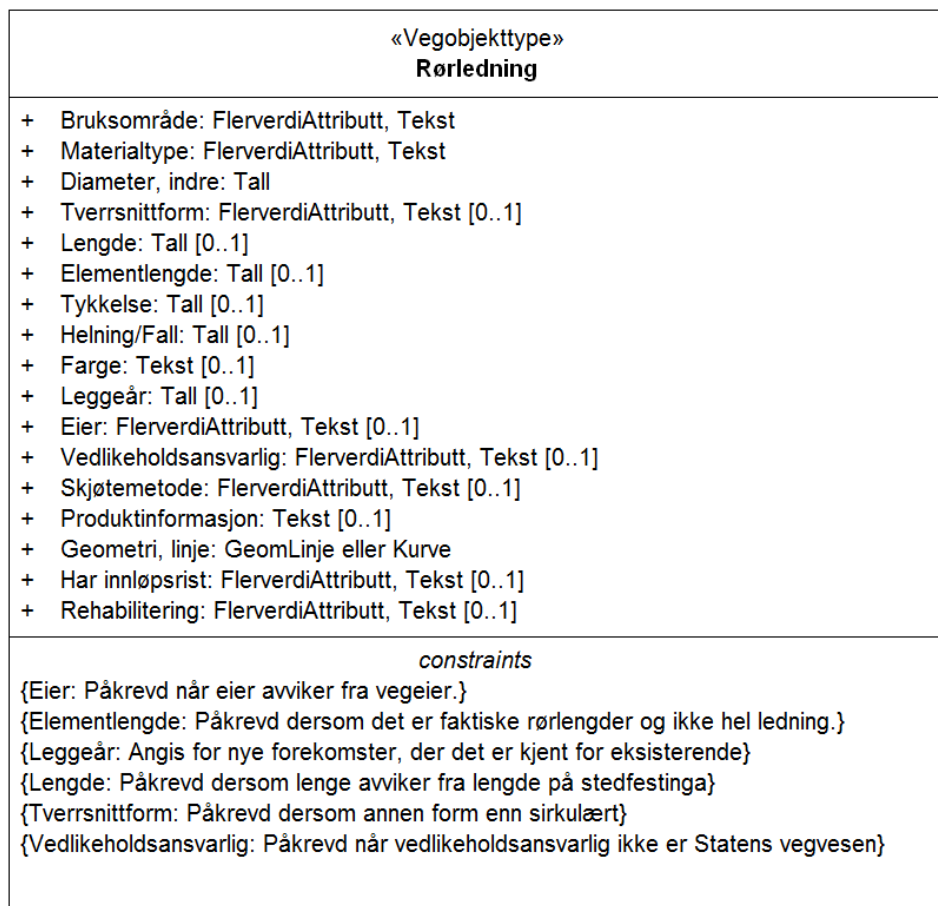 «Vegobjekttype»
Rørledning
+ Bruksområde: FlerverdiAttributt, Tekst
+ Materialtype: FlerverdiAttributt, Tekst
+ Diameter, indre: Tall
+ Tverrsnittform: FlerverdiAttributt, Tekst [0..1]
+ Lengde: Tall [0..1]
+ Elementlengde: Tall [0..1]
+ Tykkelse: Tall [0..1]
+ Helning/Fall: Tall [0..1]
+ Farge: Tekst [0..1]
+ Leggeår: Tall [0..1]
+ Eier: FlerverdiAttributt, Tekst [0..1]
+ Vedlikeholdsansvarlig: FlerverdiAttributt, Tekst [0..1]
+ Skjøtemetode: FlerverdiAttributt, Tekst [0..1]
+ Produktinformasjon: Tekst [0..1]
+ Geometri, linje: GeomLinje eller Kurve
+ Har innløpsrist: FlerverdiAttributt, Tekst [0..1]
+ Rehabilitering: FlerverdiAttributt, Tekst [0..1]
constraints
{Eier: Påkrevd når eier avviker fra vegeier.}
{Elementlengde: Påkrevd dersom det er faktiske rørlengder og ikke hel ledning.}
{Leggeår: Angis for nye forekomster, der det er kjent for eksisterende}
{Lengde: Påkrevd dersom lenge avviker fra lengde på stedfestinga}
{Tverrsnittform: Påkrevd dersom annen form enn sirkulært}
{Vedlikeholdsansvarlig: Påkrevd når vedlikeholdsansvarlig ikke er Statens vegvesen}